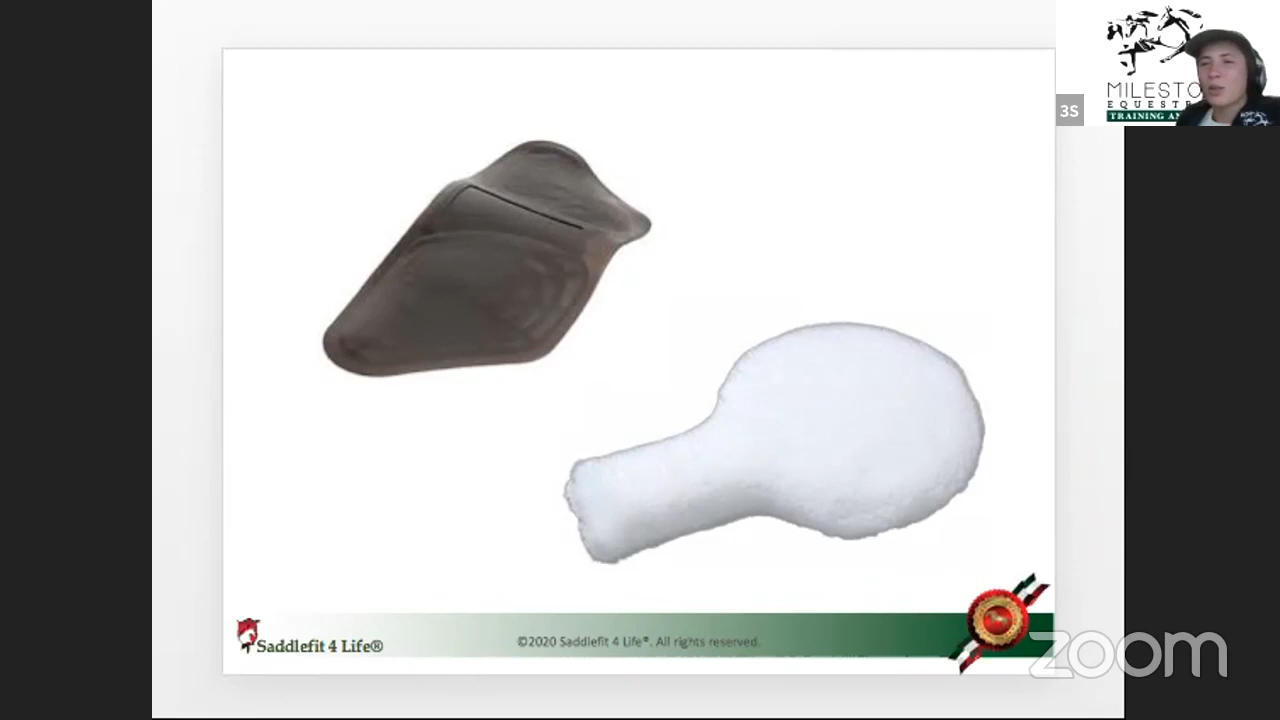 MILESTO
EQUESTR
TRAINING AN
3S
Saddlefit 4 Life®
©2020 Saddlefit 4 Life®. All rights reserved.
zoom